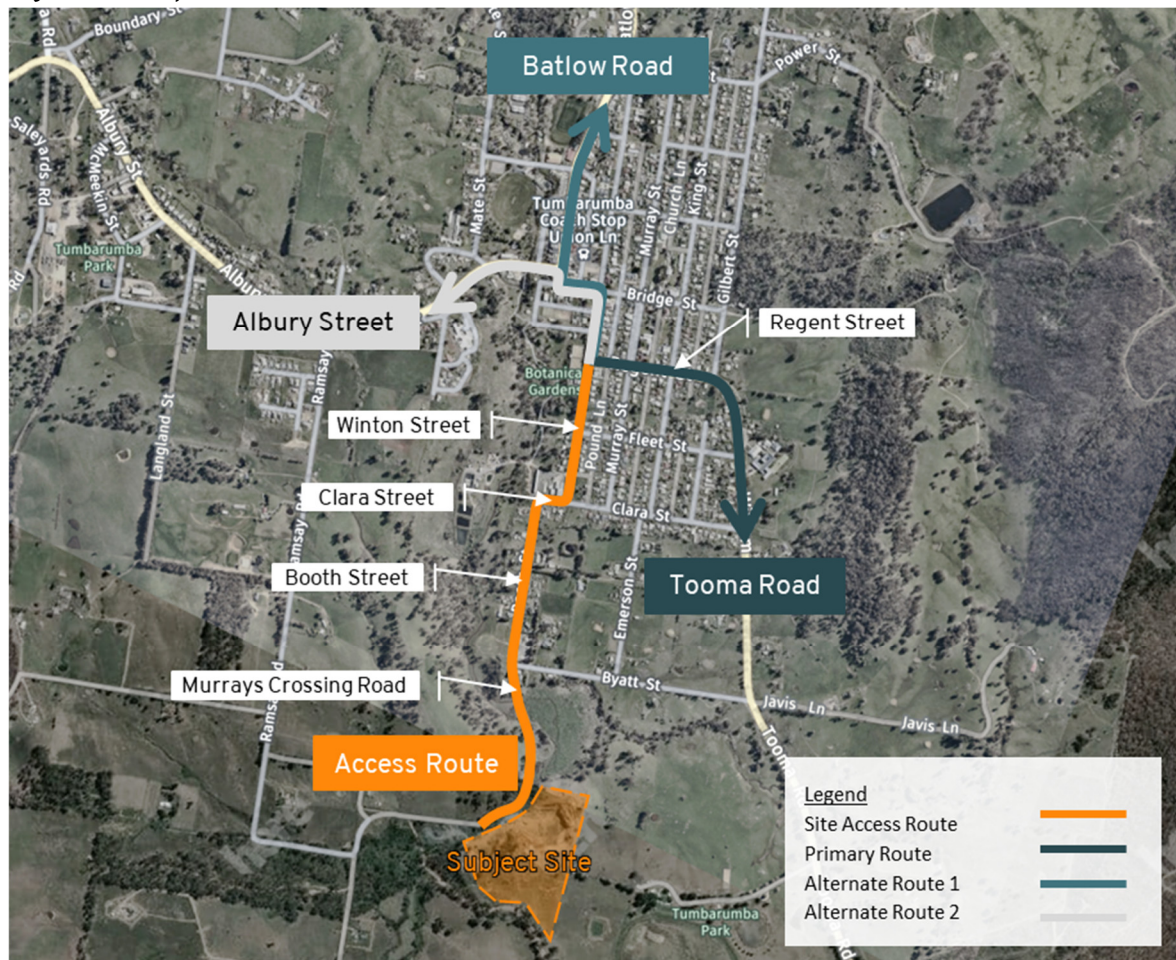 Boundary St
Power St
Batlow Road
Albury St
Saleyards Rd
McMeekin St
Mate St
Tumbarumba
Coach Stop
Union Ln
Murray St
Church Ln
King St
Gilbert St
Tumbarumba
Park
Albury Street
Bridge St
Regent Street
Ramsay
Botanical
Gardens
Langland St
Winton Street
Pound Ln
Murray St
Fleet St
Clara Street
Clara St
Booth Street
Emerson St
Tooma Road
Murrays Crossing Road
Byatt St
Javis Ln
Javis Ln
Access Route
Subject Site
Tumbarumba
Park
Legend
Site Access Route
Primary Route
Alternate Route 1
Alternate Route 2